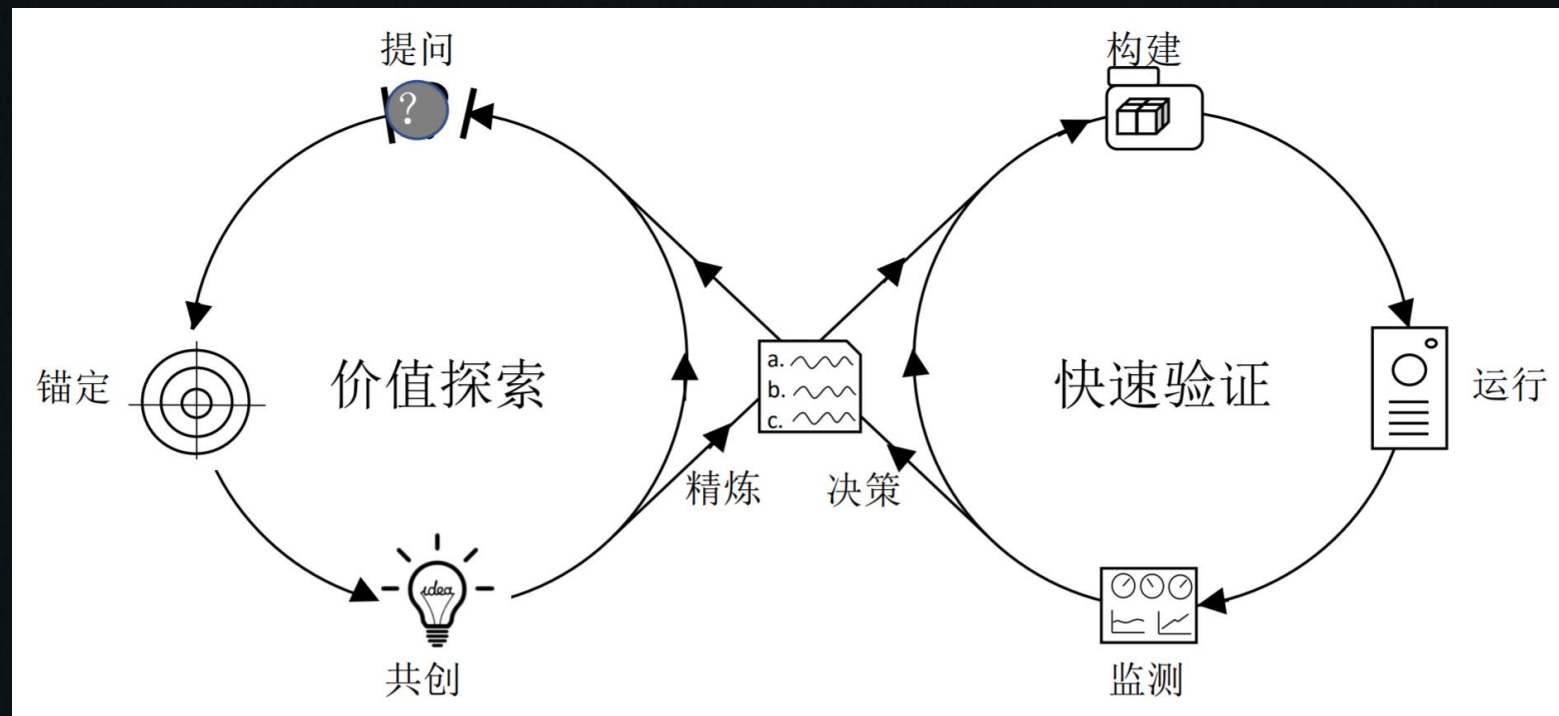 提问
构建
?
价值探索
快速验证
锚定
运行
a.
b.
c.
精炼
决策
idea
共创
监测